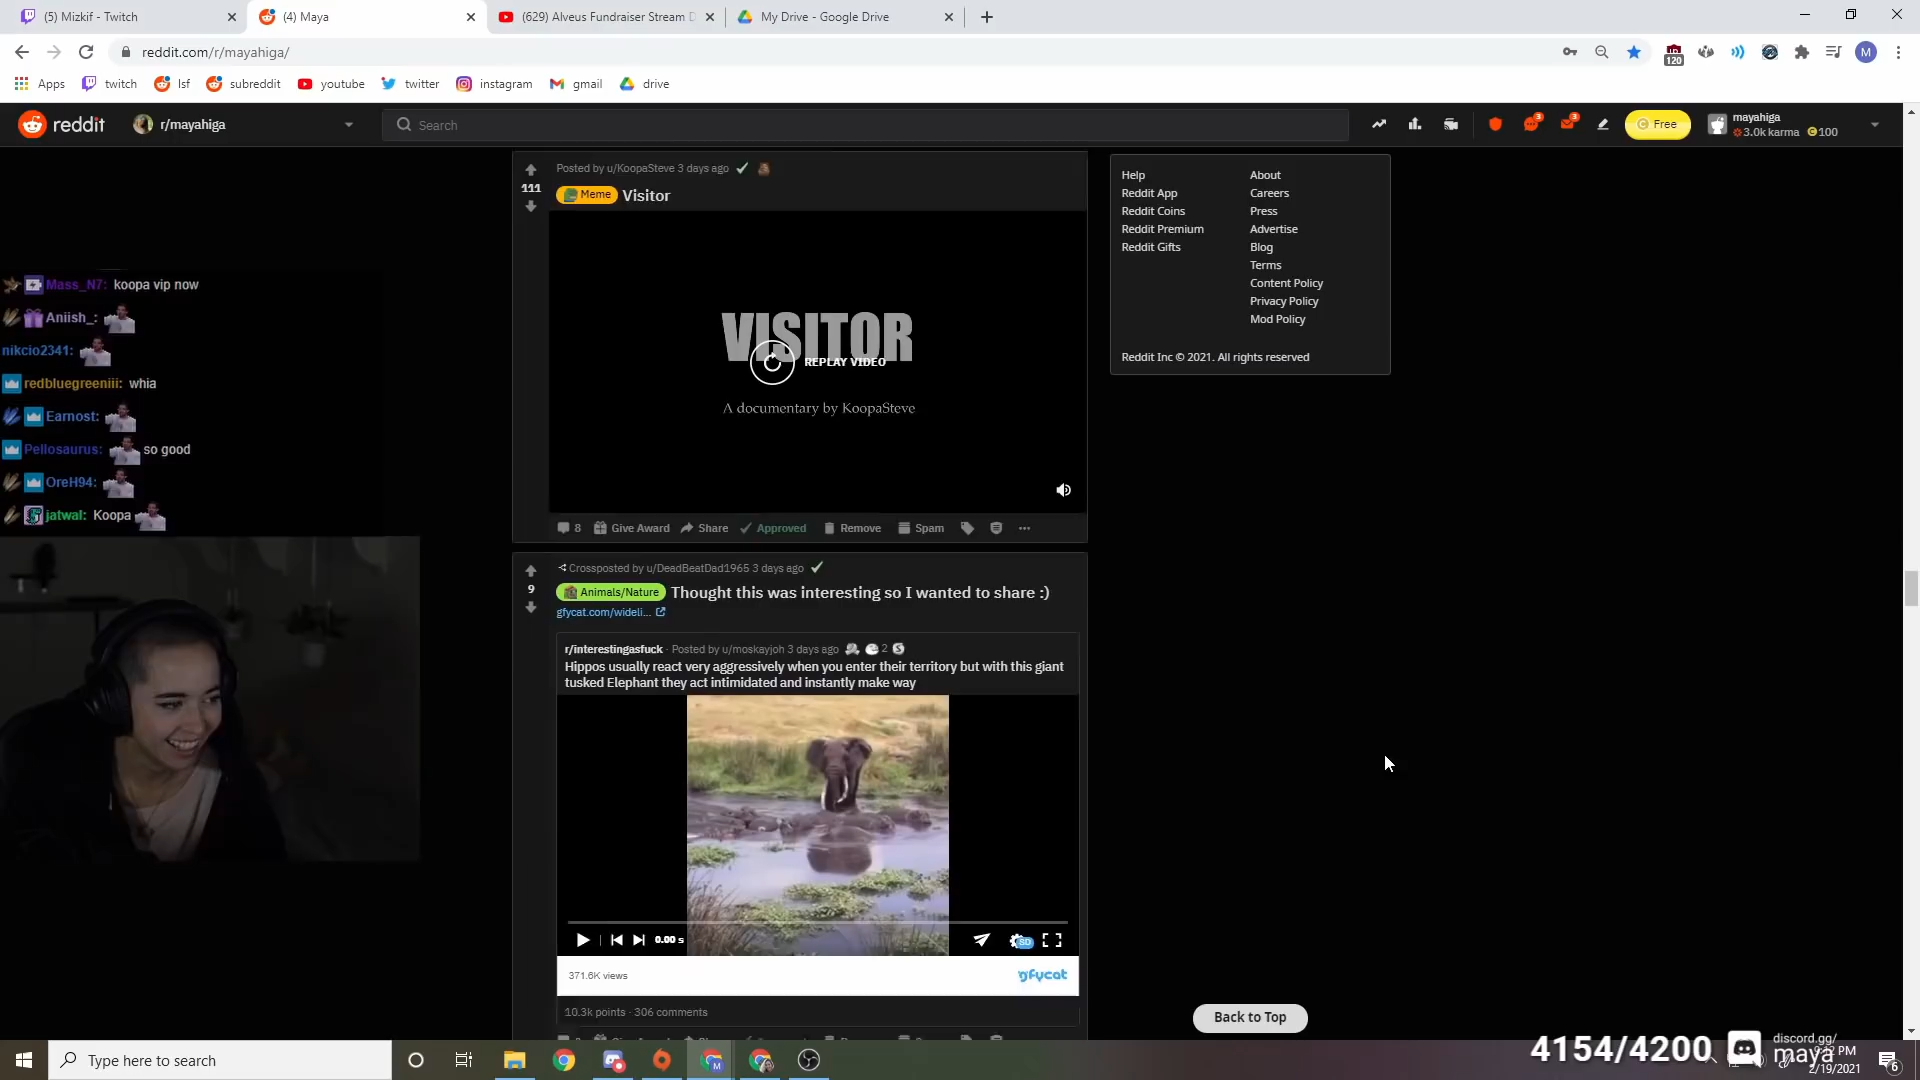 (5) Mizkif - Twitch
(4) Maya
(629) Alveus Fundraiser Stream D
My Drive - Google Drive
reddit.com/r/mayahiga/
120
M
Apps
twitch
lsf
subreddit
youtube
twitter
instagram
gmail
drive
reddit
r/mayahiga
Search
3
3
Free
mayahiga
3.0k karma
100
Posted by u/KoopaSteve 3 days ago
111
Meme
Visitor
VISITOR
REPLAY VIDEO
A documentary by KoopaSteve
8
Give Award
Share
Approved
Remove
Spam
Help
About
Reddit App
Careers
Reddit Coins
Press
Reddit Premium
Advertise
Reddit Gifts
Blog
Terms
Content Policy
Privacy Policy
Mod Policy
Reddit Inc © 2021. All rights reserved
Mass_N7: koopa vip now
Aniish_:
nikcio2341:
redbluegreeniii: whia
Earnost:
Pellosaurus: so good
OreH94:
jatwal: Koopa
Crossposted by u/DeadBeatDad1965 3 days ago
9
Animals/Nature
Thought this was interesting so I wanted to share :)
gfycat.com/wideli...
r/interestingasfuck · Posted by u/moskayjoh 3 days ago
2
Hippos usually react very aggressively when you enter their territory but with this giant
tusked Elephant they act intimidated and instantly make way
0.00 s
SD
371.6K views
gfycat
10.3k points · 306 comments
Back to Top
4154/4200
discord.gg/
maya
PM
2/19/2021
6
Type here to search